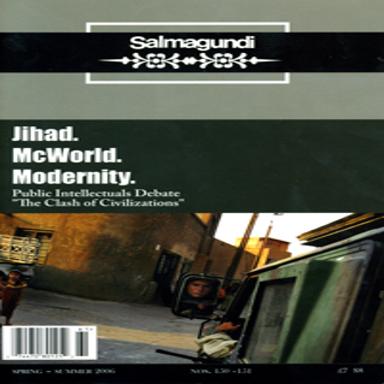 Salmagundi
Jihad.
McWorld.
Modernity.
Public Intellectuals Debate
"The Clash of Civilizations"
SPRING - SUMMER 2006
NOS. 150-151